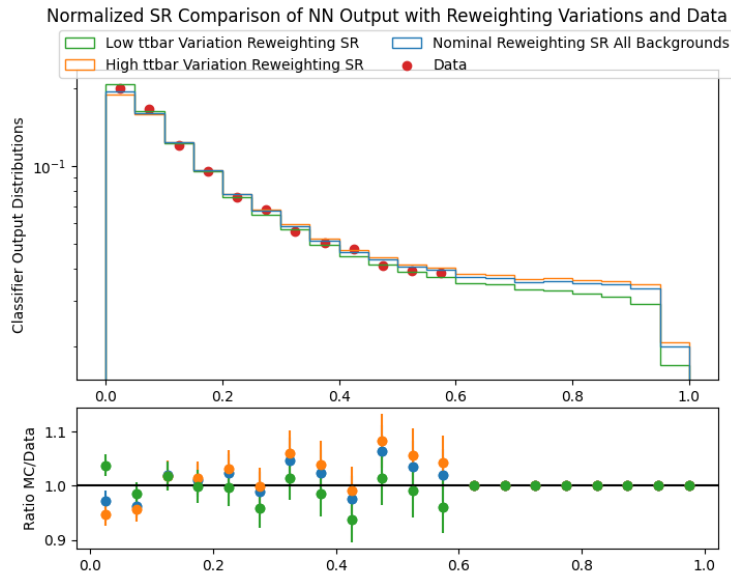 Normalized SR Comparison of NN Output with Reweighting Variations and Data
Low ttbar Variation Reweighting SR
High ttbar Variation Reweighting SR
Nominal Reweighting SR All Backgrounds
Data
Classifier Output Distributions
10⁻¹
0.0 0.2 0.4 0.6 0.8 1.0
Ratio MC/Data
1.1
1.0
0.9
0.0 0.2 0.4 0.6 0.8 1.0